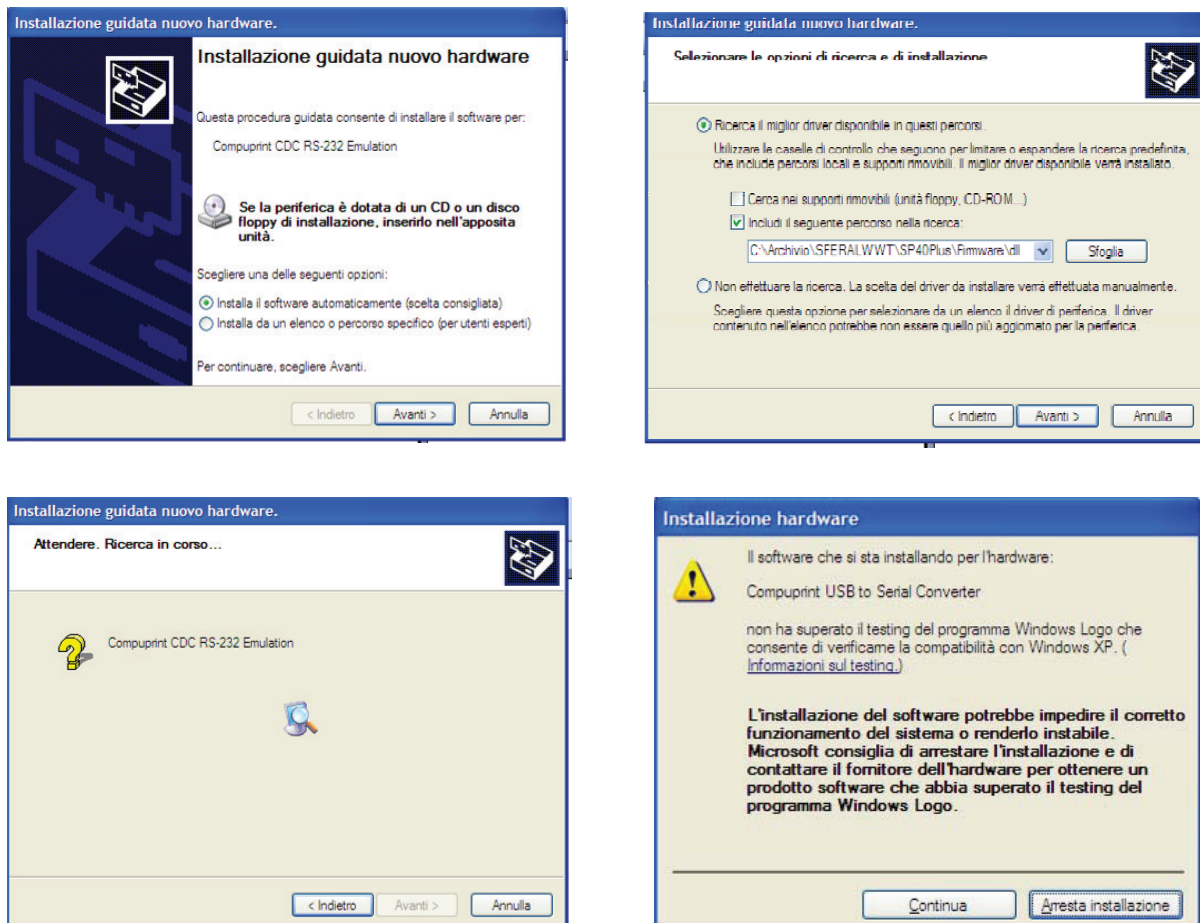 Installazione guidata nuovo hardware.
Installazione guidata nuovo hardware
Questa procedura guidata consente di installare il software per:
Compuprint CDC RS-232 Emulation
Se la periferica è dotata di un CD o un disco
floppy di installazione, inserirlo nell'apposita
unità.
Scegliere una delle seguenti opzioni:
Installa il software automaticamente (scelta consigliata)
Installa da un elenco o percorso specifico (per utenti esperti)
Per continuare, scegliere Avanti.
< Indietro
Avanti >
Annulla
Installazione guidata nuovo hardware.
Selezionare le opzioni di ricerca e di installazione
Ricerca il miglior driver disponibile in questi percorsi.
Utilizzare le caselle di controllo che seguono per limitare o espandere la ricerca predefinita,
che include percorsi locali e supporti rimovibili. Il miglior driver disponibile verrà installato.
Cerca nei supporti rimovibili (unità floppy, CD-ROM...)
Includi il seguente percorso nella ricerca:
C:\Archivio\SFERALWWT\SP40Plus\Firmware\dll
Sfoglia
Non effettuare la ricerca. La scelta del driver da installare verrà effettuata manualmente.
Scegliere questa opzione per selezionare da un elenco il driver di periferica. Il driver
contenuto nell'elenco potrebbe non essere quello più aggiornato per la periferica.
< Indietro
Avanti >
Annulla
Installazione guidata nuovo hardware.
Attendere. Ricerca in corso...
Compuprint CDC RS-232 Emulation
< Indietro
Avanti >
Annulla
Installazione hardware
Il software che si sta installando per l'hardware:
Compuprint USB to Serial Converter
non ha superato il testing del programma Windows Logo che
consente di verificarne la compatibilità con Windows XP. (
Informazioni sul testing.)
L'installazione del software potrebbe impedire il corretto
funzionamento del sistema o renderlo instabile.
Microsoft consiglia di arrestare l'installazione e di
contattare il fornitore dell'hardware per ottenere un
prodotto software che abbia superato il testing del
programma Windows Logo.
Continua
Arresta installazione